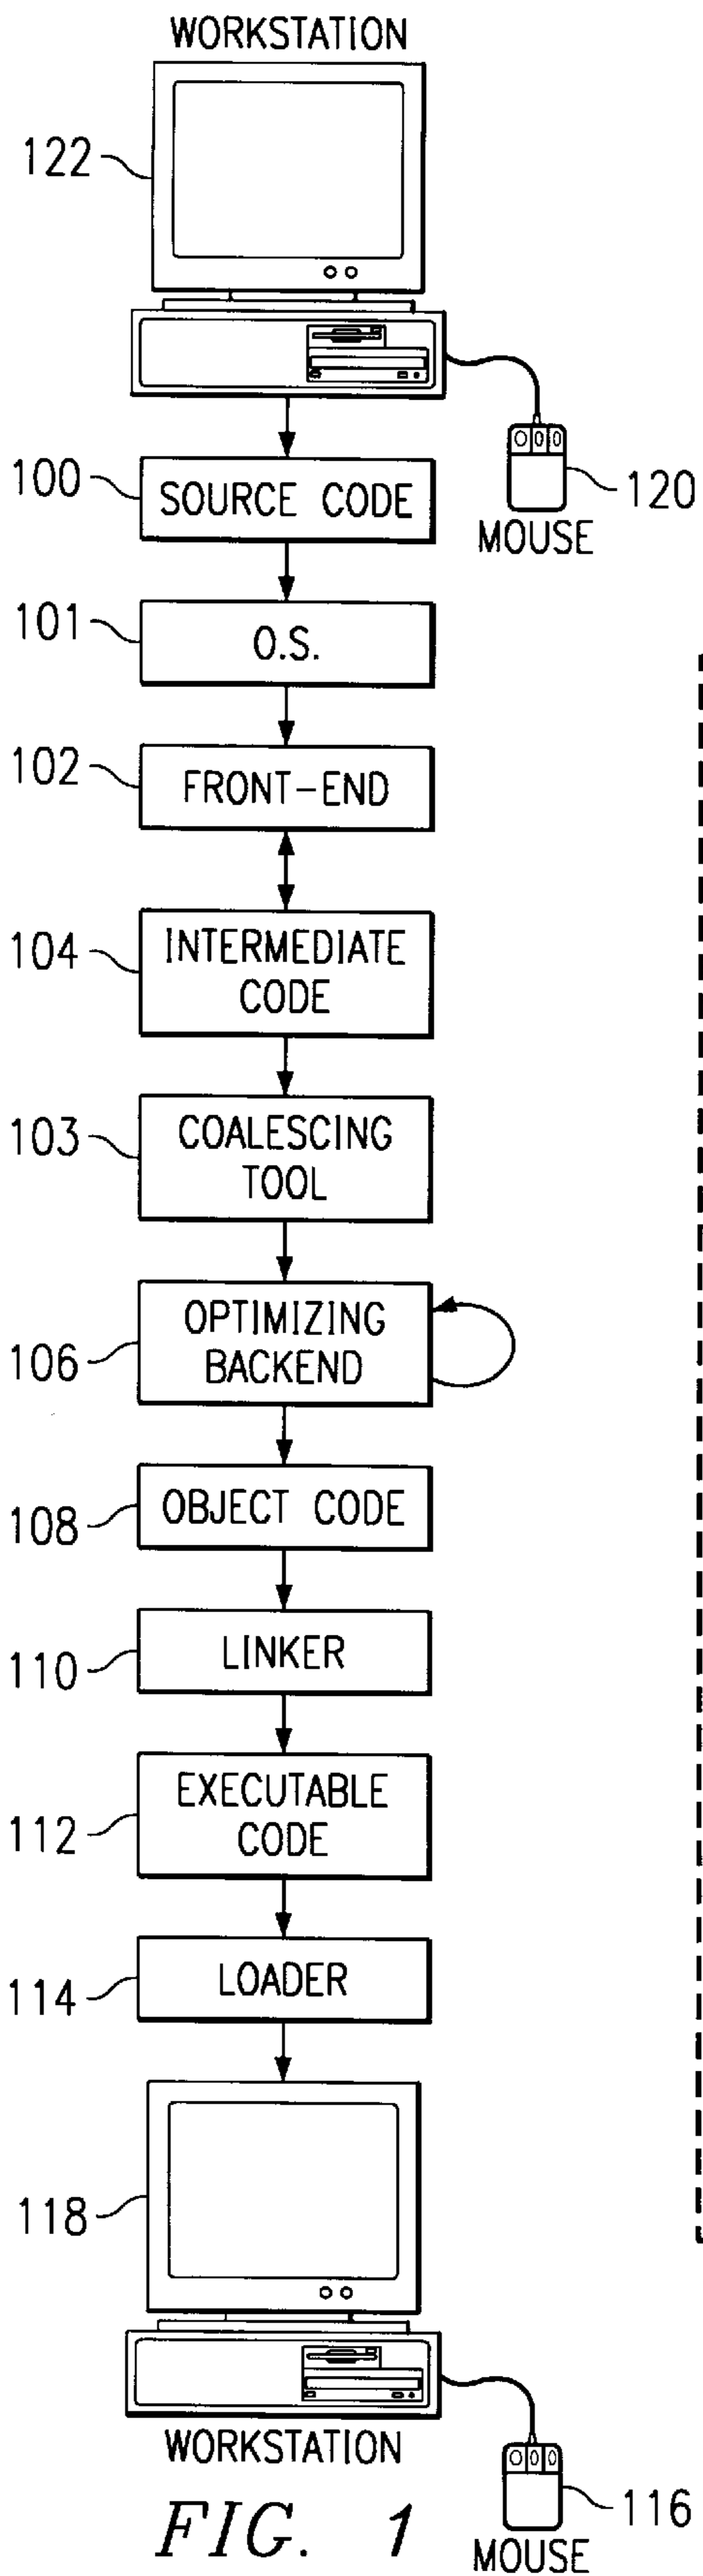 WORKSTATION
122
100
SOURCE CODE
120
MOUSE
101
O.S.
102
FRONT-END
104
INTERMEDIATE
CODE
103
COALESCING
TOOL
106
OPTIMIZING
BACKEND
108
OBJECT CODE
110
LINKER
112
EXECUTABLE
CODE
114
LOADER
118
WORKSTATION
116
MOUSE
FIG. 1